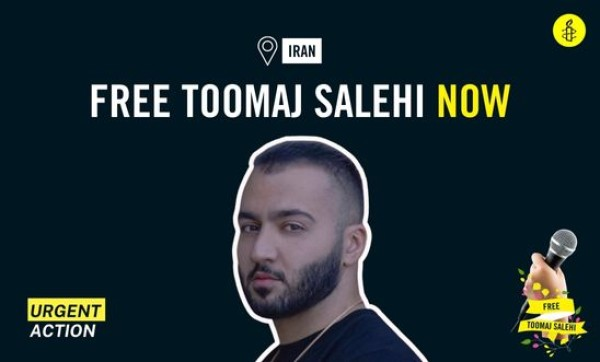 IRAN
FREE TOOMAJ SALEHI NOW
URGENT
ACTION
FREE
TOOMAJ SALEHI